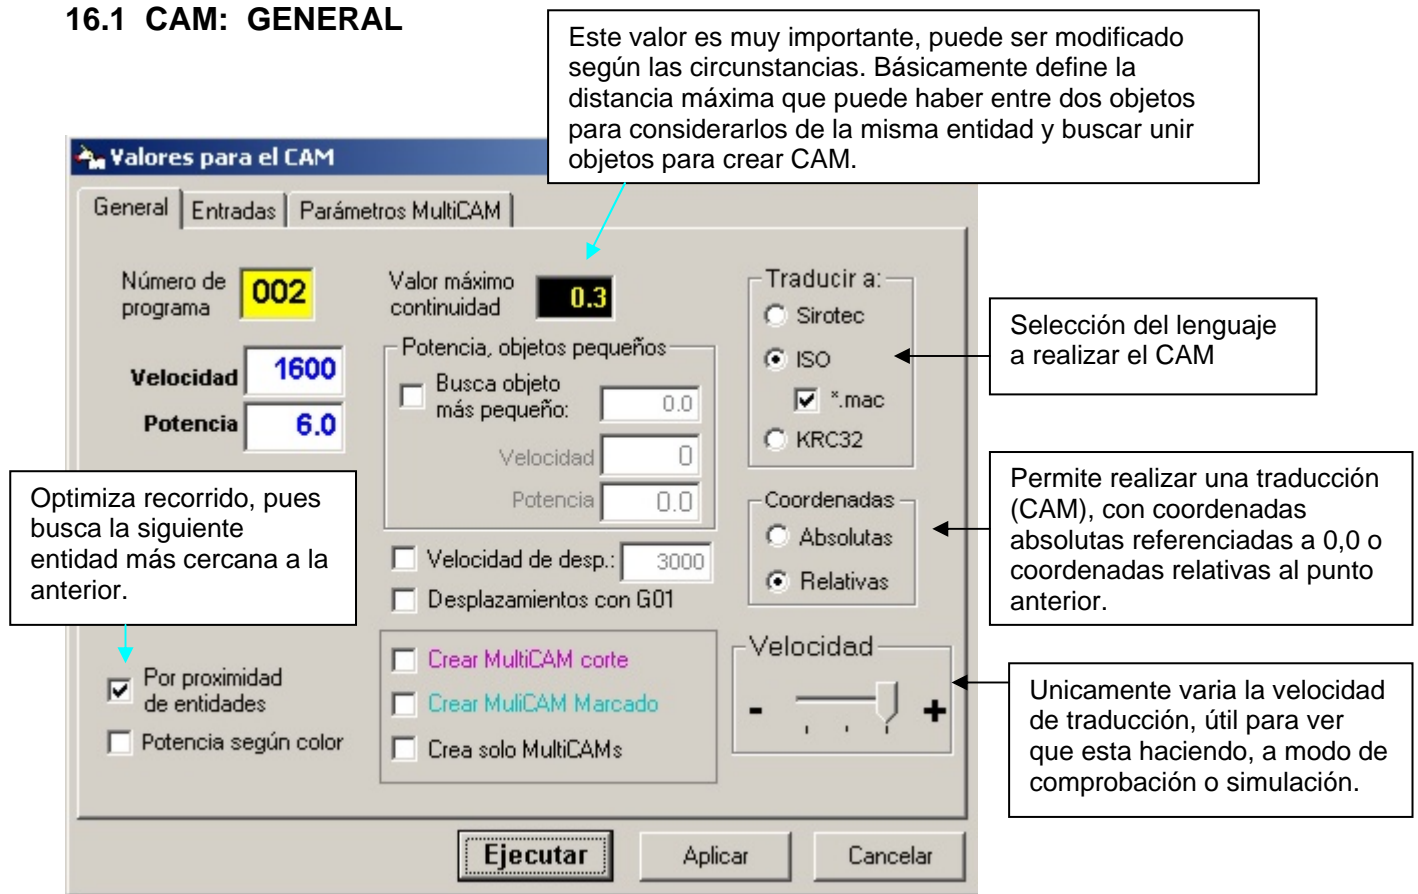 16.1 CAM: GENERAL
Este valor es muy importante, puede ser modificado
según las circunstancias. Básicamente define la
distancia máxima que puede haber entre dos objetos
para considerarlos de la misma entidad y buscar unir
objetos para crear CAM.
Valores para el CAM
General Entradas Parámetros MultiCAM
Número de
programa
002
Velocidad 1600
Potencia 6.0
Valor máximo
continuidad
0.3
Potencia, objetos pequeños
Busca objeto
más pequeño: 0.0
Velocidad 0
Potencia 0.0
Velocidad de desp.: 3000
Desplazamientos con G01
Traducir a:
Sirotec
ISO
*.mac
KRC32
Selección del lenguaje
a realizar el CAM
Coordenadas
Absolutas
Relativas
Permite realizar una traducción
(CAM), con coordenadas
absolutas referenciadas a 0,0 o
coordenadas relativas al punto
anterior.
Optimiza recorrido, pues
busca la siguiente
entidad más cercana a la
anterior.
Por proximidad
de entidades
Potencia según color
Crear MultiCAM corte
Crear MuliCAM Marcado
Crea solo MultiCAMs
Velocidad
- +
Unicamente varia la velocidad
de traducción, útil para ver
que esta haciendo, a modo de
comprobación o simulación.
Ejecutar Aplicar Cancelar